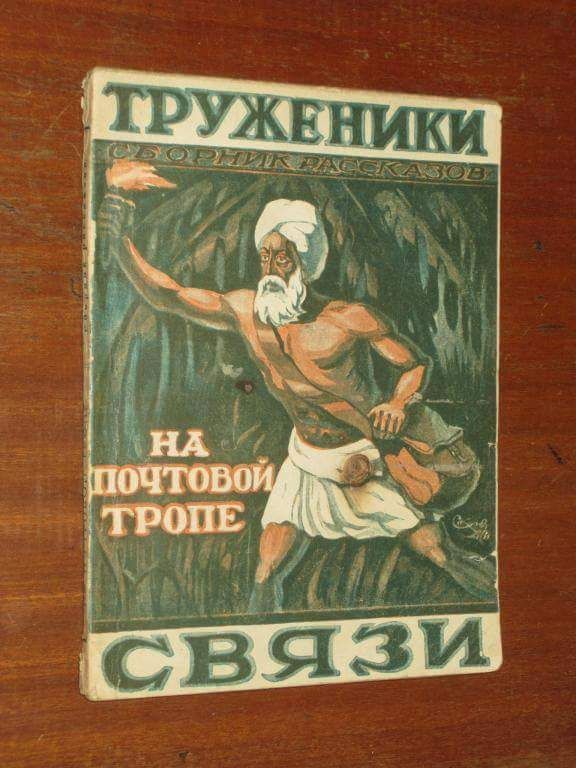 ТРУЖЕНИКИ
СБОРНИК РАССКАЗОВ
НА
ПОЧТОВОЙ
ТРОПЕ
СВЯЗИ